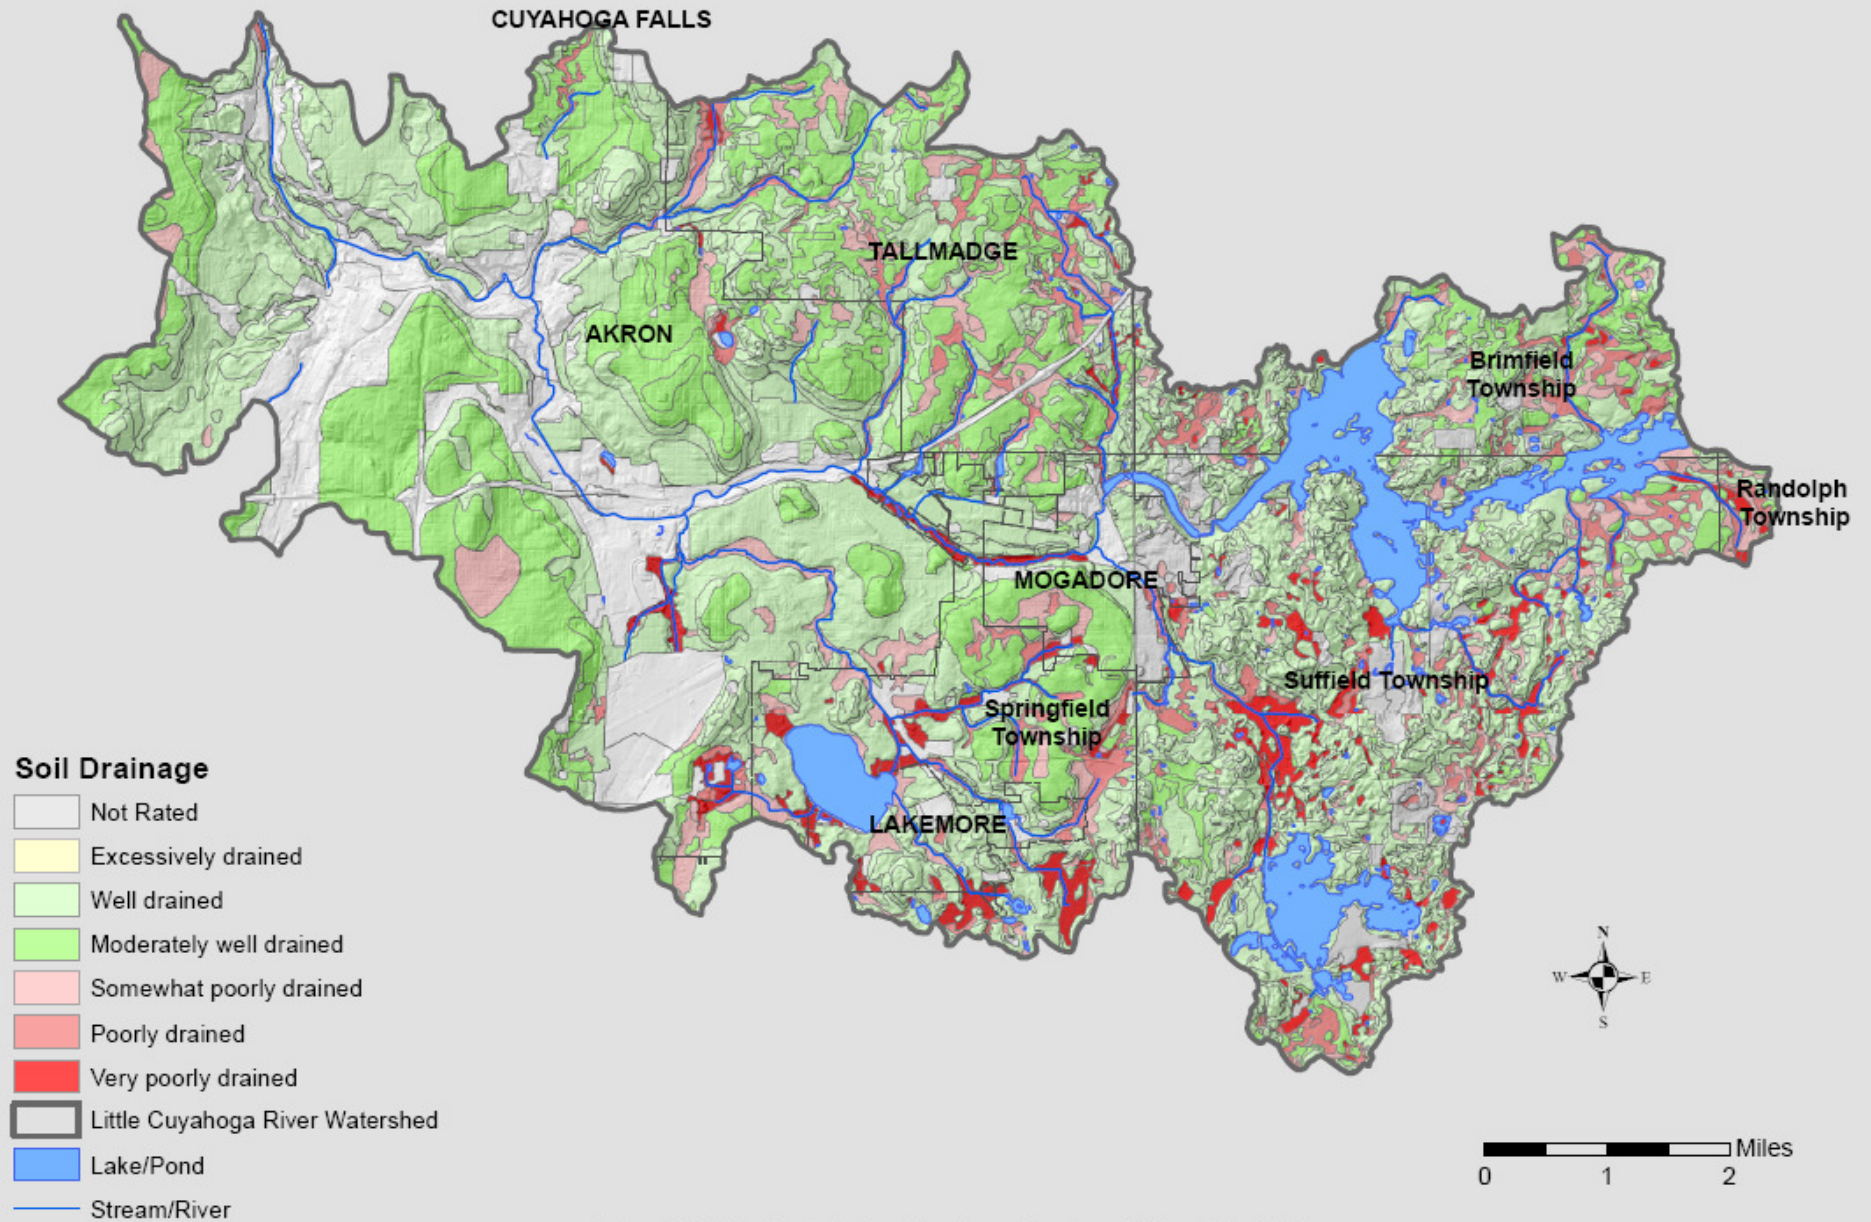 CUYAHOGA FALLS
TALLMADGE
AKRON
Brimfield
Township
Randolph
Township
MOGADORE
Suffield Township
Springfield
Township
LAKEMORE
Soil Drainage
Not Rated
Excessively drained
Well drained
Moderately well drained
Somewhat poorly drained
Poorly drained
Very poorly drained
Little Cuyahoga River Watershed
Lake/Pond
Stream/River
N
W E
S
Miles
0 1 2